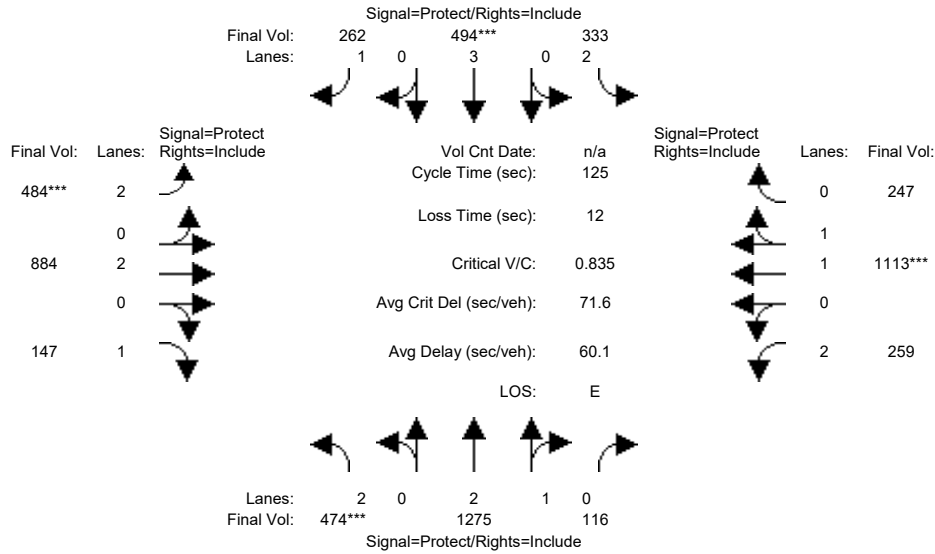 Signal=Protect/Rights=Include
Final Vol: 262 494*** 333
Lanes: 1 0 3 0 2
Signal=Protect
Rights=Include
Final Vol: Lanes:
Vol Cnt Date: n/a
Signal=Protect
Rights=Include
Lanes: Final Vol:
Cycle Time (sec): 125
484*** 2
0 247
Loss Time (sec): 12
0
1
884 2
Critical V/C: 0.835
1 1113***
0
Avg Crit Del (sec/veh): 71.6
0
147 1
Avg Delay (sec/veh): 60.1
2 259
LOS: E
Lanes: 2 0 2 1 0
Final Vol: 474*** 1275 116
Signal=Protect/Rights=Include